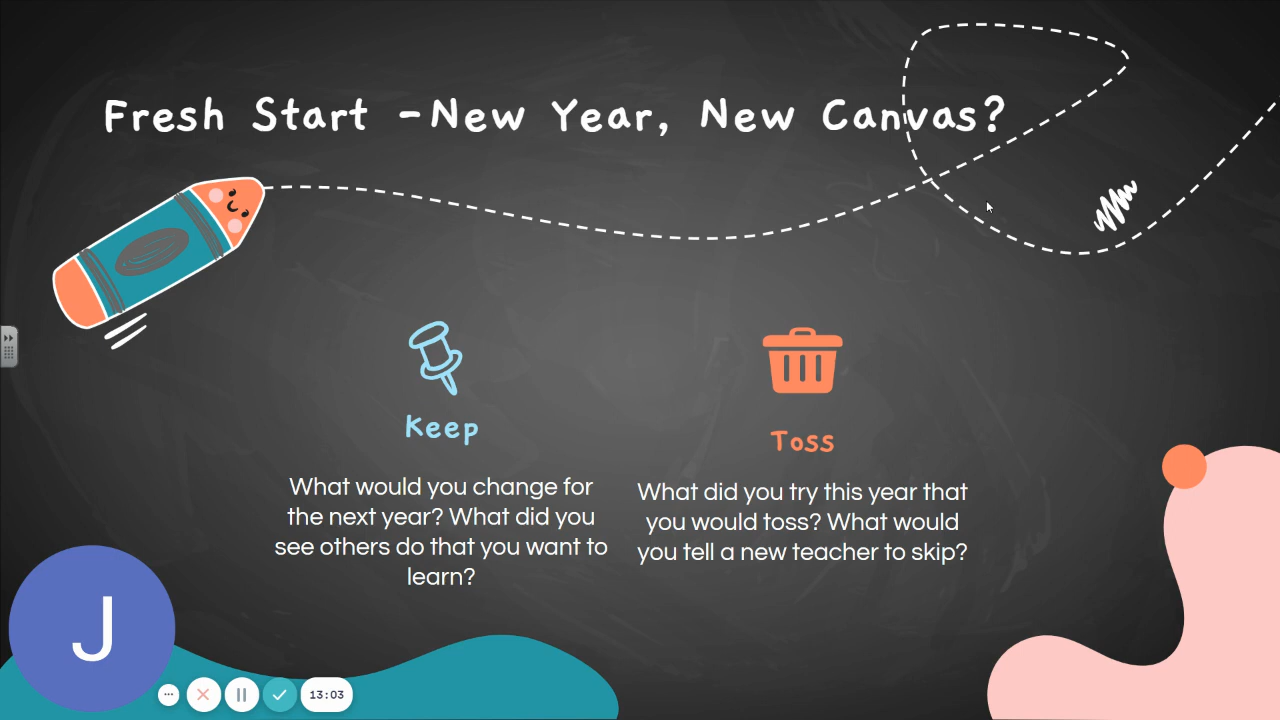 Fresh Start -New Year, New Canvas?
Keep
What would you change for
the next year? What did you
see others do that you want to
learn?
Toss
What did you try this year that
you would toss? What would
you tell a new teacher to skip?
J
13:03